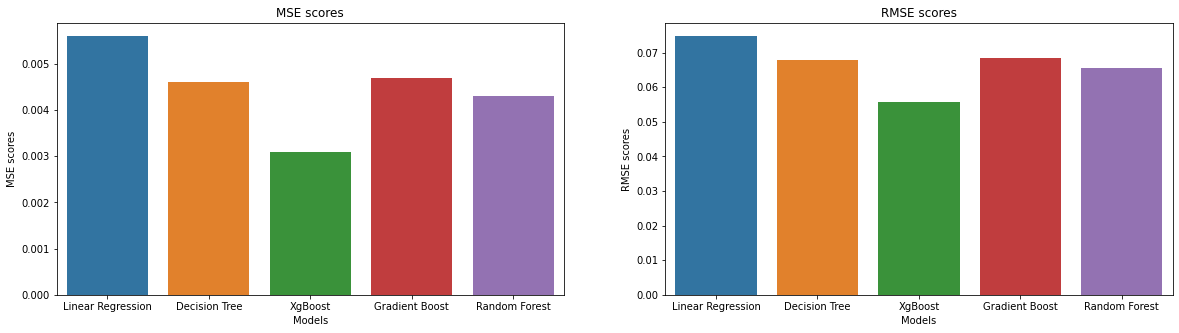 MSE scores
MSE scores
0.005
0.004
0.003
0.002
0.001
0.000
Linear Regression Decision Tree XgBoost Gradient Boost Random Forest
Models
RMSE scores
RMSE scores
0.07
0.06
0.05
0.04
0.03
0.02
0.01
0.00
Linear Regression Decision Tree XgBoost Gradient Boost Random Forest
Models